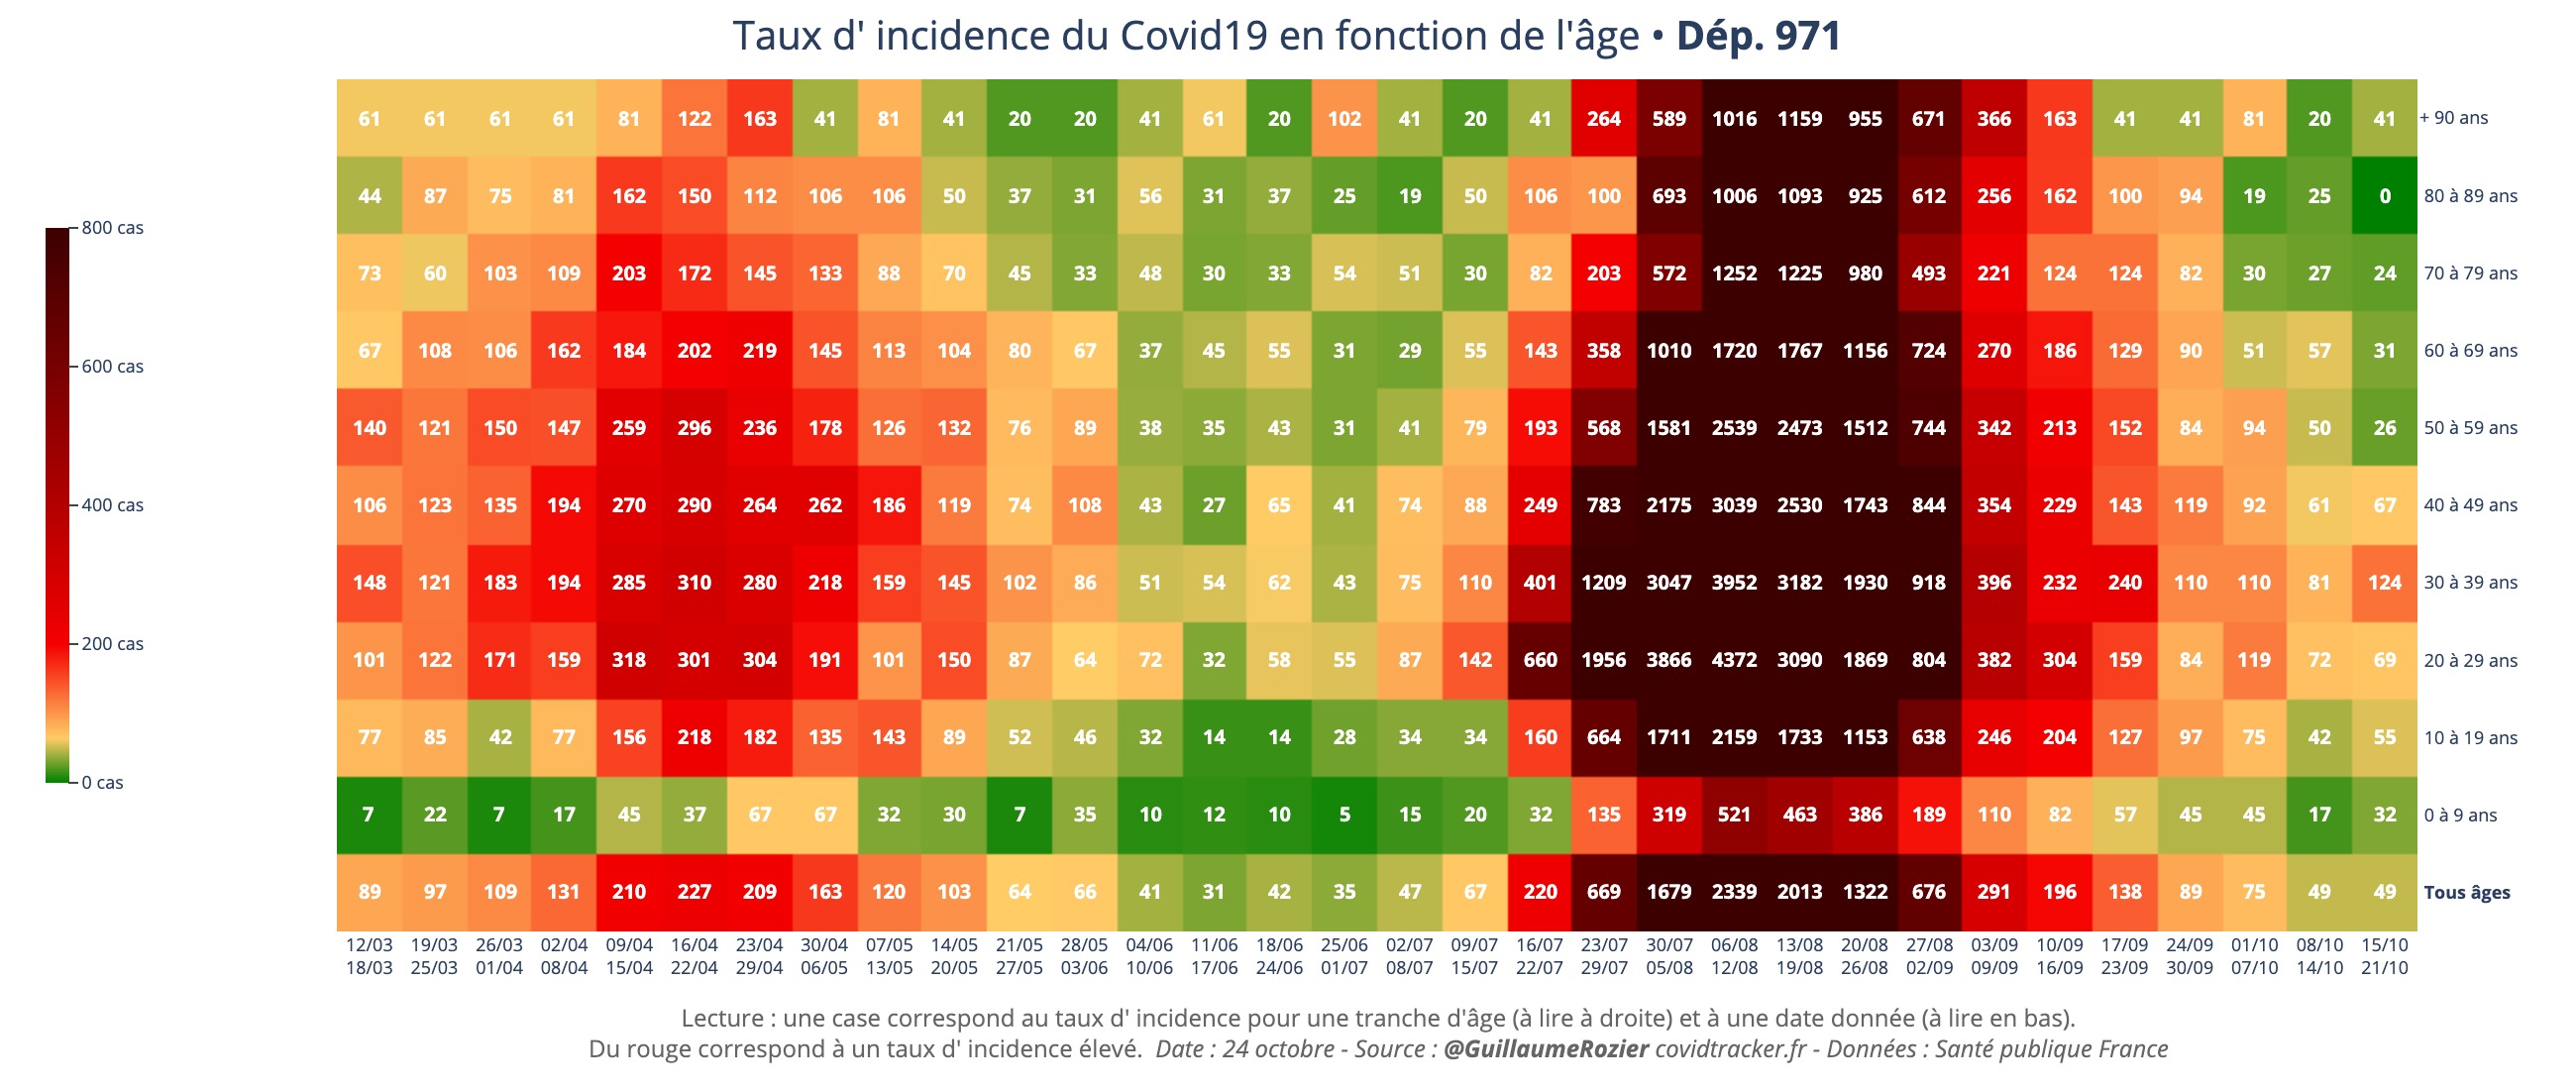 Taux d' incidence du Covid19 en fonction de l'âge • Dép. 971
800 cas
600 cas
400 cas
200 cas
0 cas
61 61 61 61 81 122 163 41 81 41 20 20 41 61 20 102 41 20 41 264 589 1016 1159 955 671 366 163 41 41 81 20 41 + 90 ans
44 87 75 81 162 150 112 106 106 50 37 31 56 31 37 25 19 50 106 100 693 1006 1093 925 612 256 162 100 94 19 25 0 80 à 89 ans
73 60 103 109 203 172 145 133 88 70 45 33 48 30 33 54 51 30 82 203 572 1252 1225 980 493 221 124 124 82 30 27 24 70 à 79 ans
67 108 106 162 184 202 219 145 113 104 80 67 37 45 55 31 29 55 143 358 1010 1720 1767 1156 724 270 186 129 90 51 57 31 60 à 69 ans
140 121 150 147 259 296 236 178 126 132 76 89 38 35 43 31 41 79 193 568 1581 2539 2473 1512 744 342 213 152 84 94 50 26 50 à 59 ans
106 123 135 194 270 290 264 262 186 119 74 108 43 27 65 41 74 88 249 783 2175 3039 2530 1743 844 354 229 143 119 92 61 67 40 à 49 ans
148 121 183 194 285 310 280 218 159 145 102 86 51 54 62 43 75 110 401 1209 3047 3952 3182 1930 918 396 232 240 110 110 81 124 30 à 39 ans
101 122 171 159 318 301 304 191 101 150 87 64 72 32 58 55 87 142 660 1956 3866 4372 3090 1869 804 382 304 159 84 119 72 69 20 à 29 ans
77 85 42 77 156 218 182 135 143 89 52 46 32 14 14 28 34 34 160 664 1711 2159 1733 1153 638 246 204 127 97 75 42 55 10 à 19 ans
7 22 7 17 45 37 67 67 32 30 7 35 10 12 10 5 15 20 32 135 319 521 463 386 189 110 82 57 45 45 17 32 0 à 9 ans
89 97 109 131 210 227 209 163 120 103 64 66 41 31 42 35 47 67 220 669 1679 2339 2013 1322 676 291 196 138 89 75 49 49 Tous âges
12/03 19/03 26/03 02/04 09/04 16/04 23/04 30/04 07/05 14/05 21/05 28/05 04/06 11/06 18/06 25/06 02/07 09/07 16/07 23/07 30/07 06/08 13/08 20/08 27/08 03/09 10/09 17/09 24/09 01/10 08/10 15/10
18/03 25/03 01/04 08/04 15/04 22/04 29/04 06/05 13/05 20/05 27/05 03/06 10/06 17/06 24/06 01/07 08/07 15/07 22/07 29/07 05/08 12/08 19/08 26/08 02/09 09/09 16/09 23/09 30/09 07/10 14/10 21/10
Lecture : une case correspond au taux d' incidence pour une tranche d'âge (à lire à droite) et à une date donnée (à lire en bas).
Du rouge correspond à un taux d' incidence élevé. Date : 24 octobre - Source : @GuillaumeRozier covidtracker.fr - Données : Santé publique France